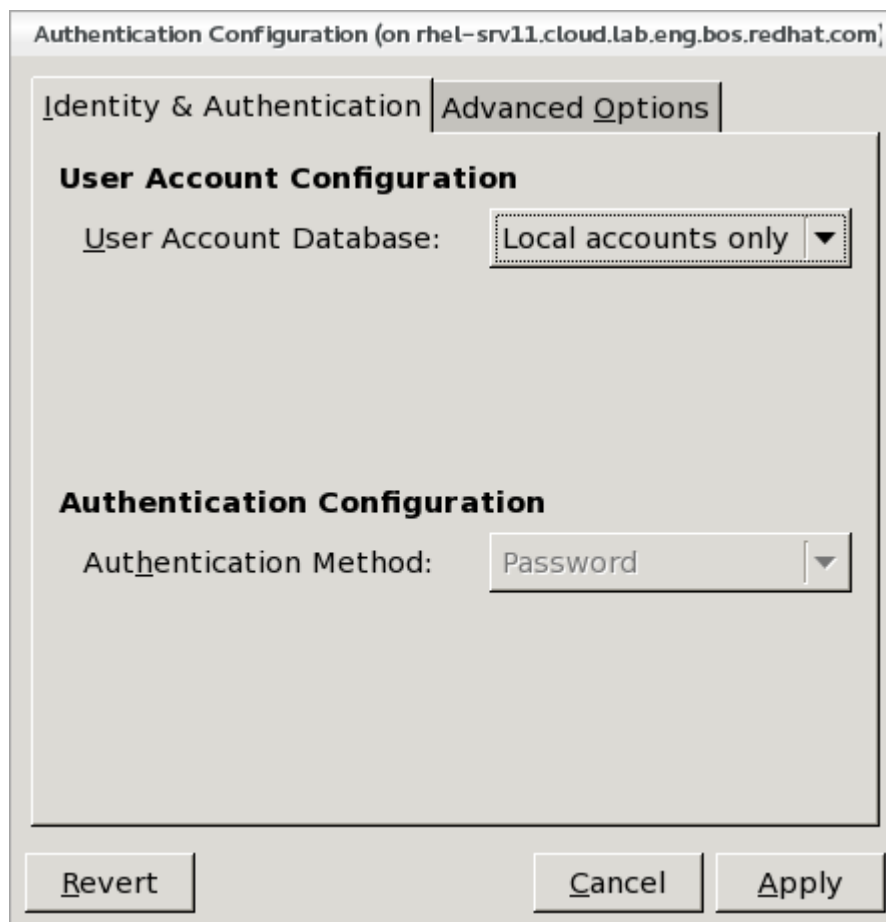 Authentication Configuration (on rhel-srv11.cloud.lab.eng.bos.redhat.com)
Identity & Authentication Advanced Options
User Account Configuration
User Account Database: Local accounts only
Authentication Configuration
Authentication Method: Password
Revert Cancel Apply